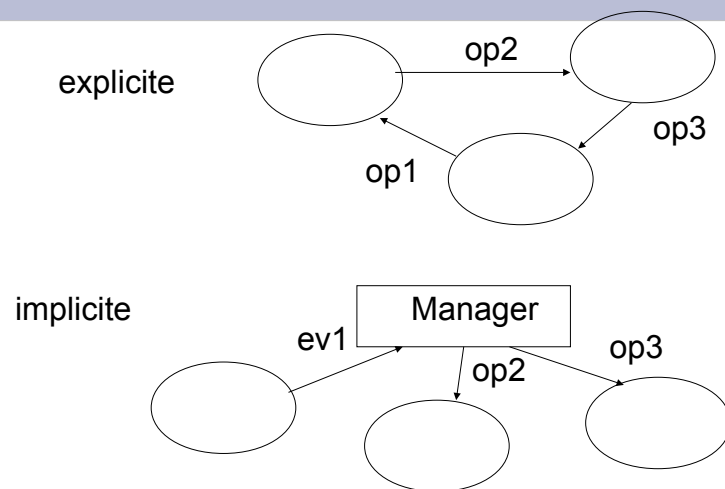 op2
explicite
op3
op1
implicite
Manager
ev1
op3
op2